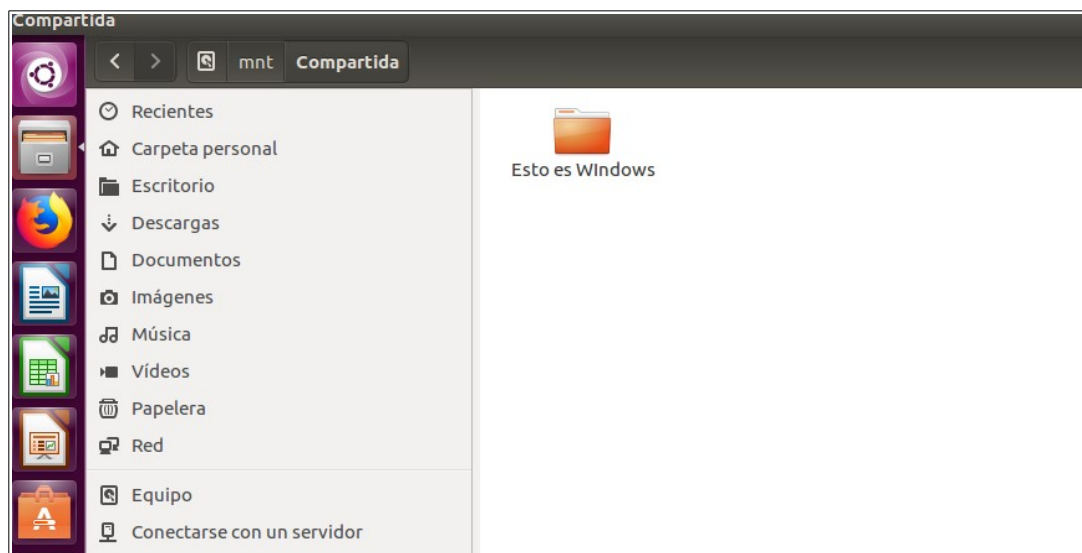 Compartida
mnt Compartida
Recientes
Carpeta personal
Escritorio
Descargas
Documentos
Imágenes
Música
Vídeos
Papelera
Red
Equipo
Conectarse con un servidor
Esto es WIndows